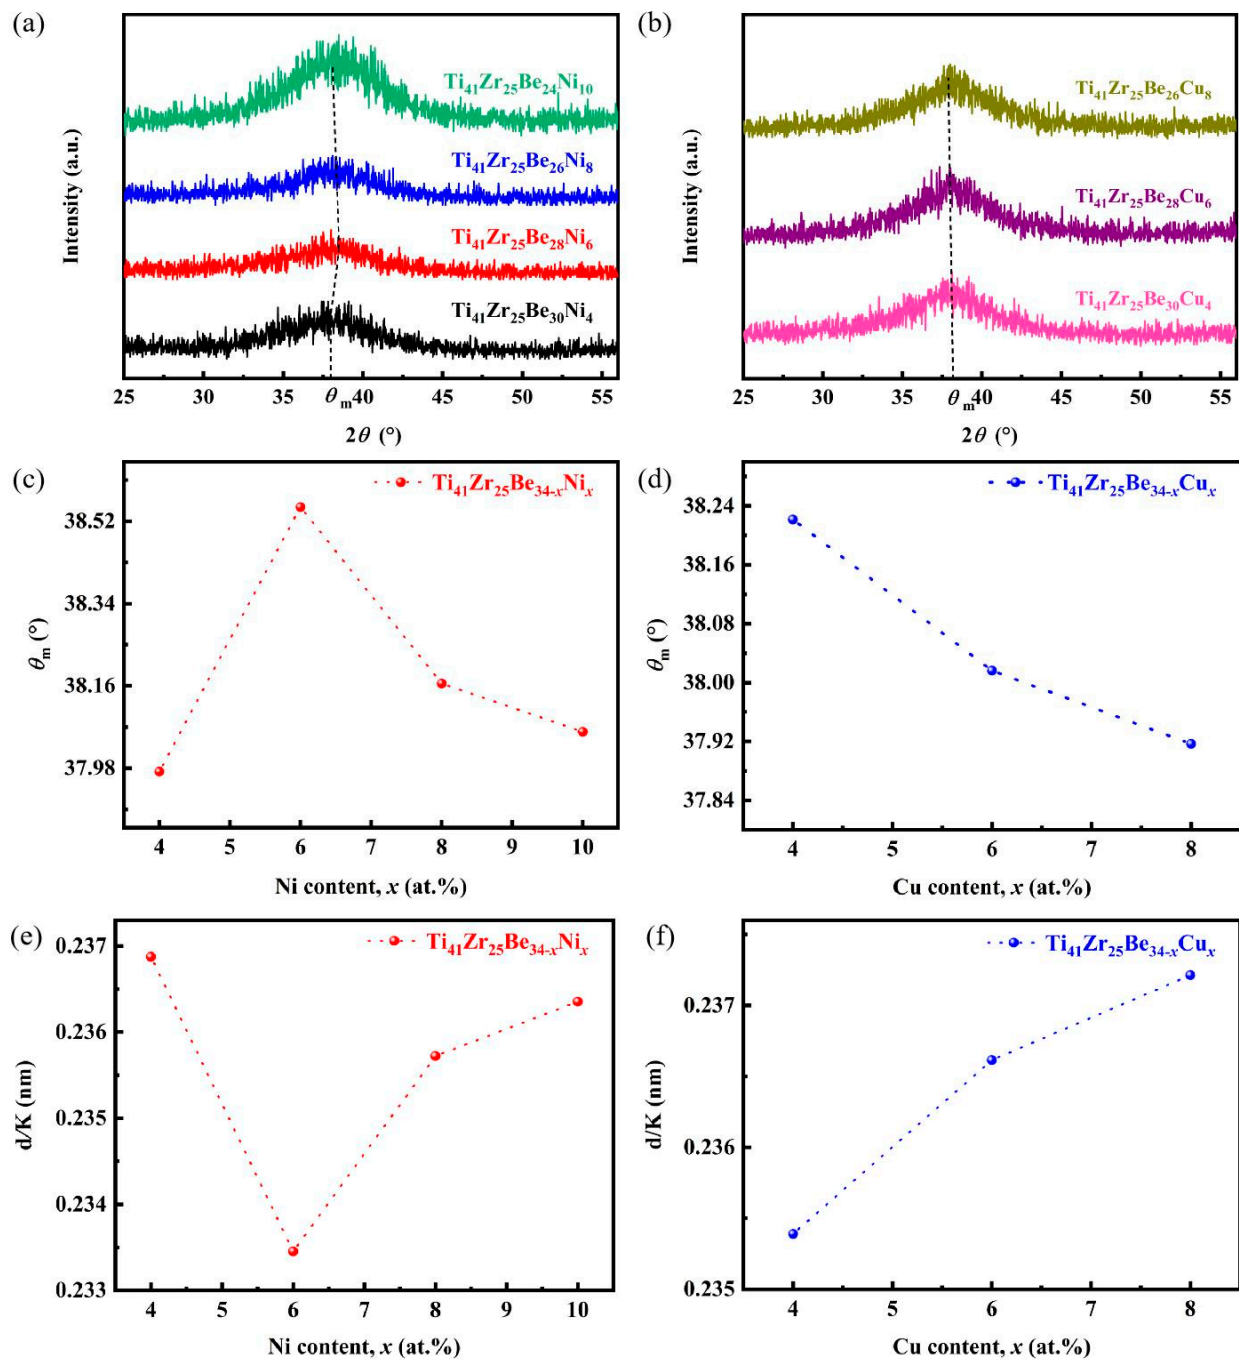 (a)
Ti₄₁Zr₂₅Be₂₄Ni₁₀
Ti₄₁Zr₂₅Be₂₆Ni₈
Ti₄₁Zr₂₅Be₂₈Ni₆
Ti₄₁Zr₂₅Be₃₀Ni₄
Intensity (a.u.)
25 30 35 θm 40 45 50 55
2θ (°)
(b)
Ti₄₁Zr₂₅Be₂₆Cu₈
Ti₄₁Zr₂₅Be₂₈Cu₆
Ti₄₁Zr₂₅Be₃₀Cu₄
Intensity (a.u.)
25 30 35 θm 40 45 50 55
2θ (°)
(c)
Ti₄₁Zr₂₅Be₃₄₋ₓNiₓ
38.52
38.34
38.16
37.98
θm (°)
4 5 6 7 8 9 10
Ni content, x (at.%)
(d)
Ti₄₁Zr₂₅Be₃₄₋ₓCuₓ
38.24
38.16
38.08
38.00
37.92
37.84
θm (°)
4 5 6 7 8
Cu content, x (at.%)
(e)
Ti₄₁Zr₂₅Be₃₄₋ₓNiₓ
0.237
0.236
0.235
0.234
0.233
d/K (nm)
4 5 6 7 8 9 10
Ni content, x (at.%)
(f)
Ti₄₁Zr₂₅Be₃₄₋ₓCuₓ
0.237
0.236
0.235
d/K (nm)
4 5 6 7 8
Cu content, x (at.%)